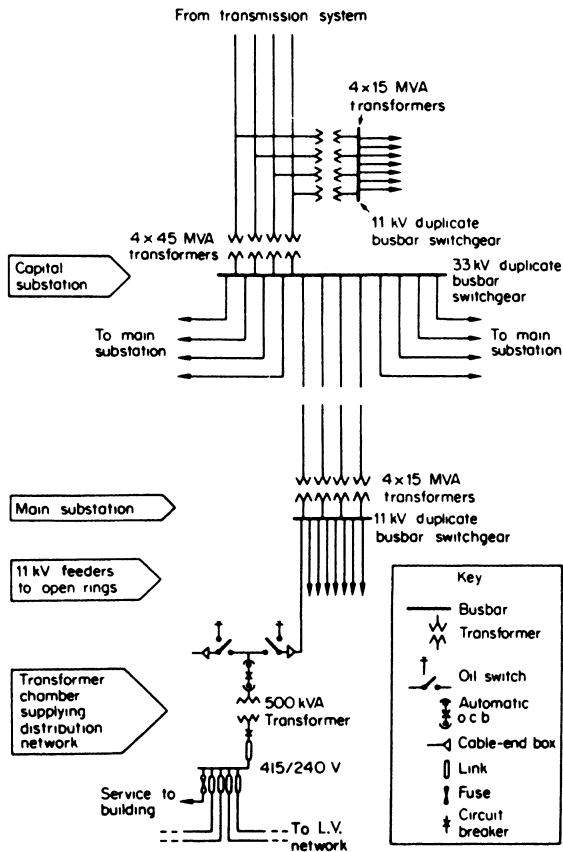 From transmission system
4 x 15 MVA
transformers
11 kV duplicate
busbar switchgear
4 x 45 MVA
transformers
Capital
substation
33 kV duplicate
busbar
switchgear
To main
substation
To main
substation
4 x 15 MVA
transformers
Main substation
11 kV duplicate
busbar switchgear
11 kV feeders
to open rings
Key
Busbar
Transformer
Oil switch
Automatic
o c b
Cable-end box
Link
Fuse
Circuit
breaker
Transformer
chamber
supplying
distribution
network
500 kVA
Transformer
415/240 V
Service to
building
To L.V.
network